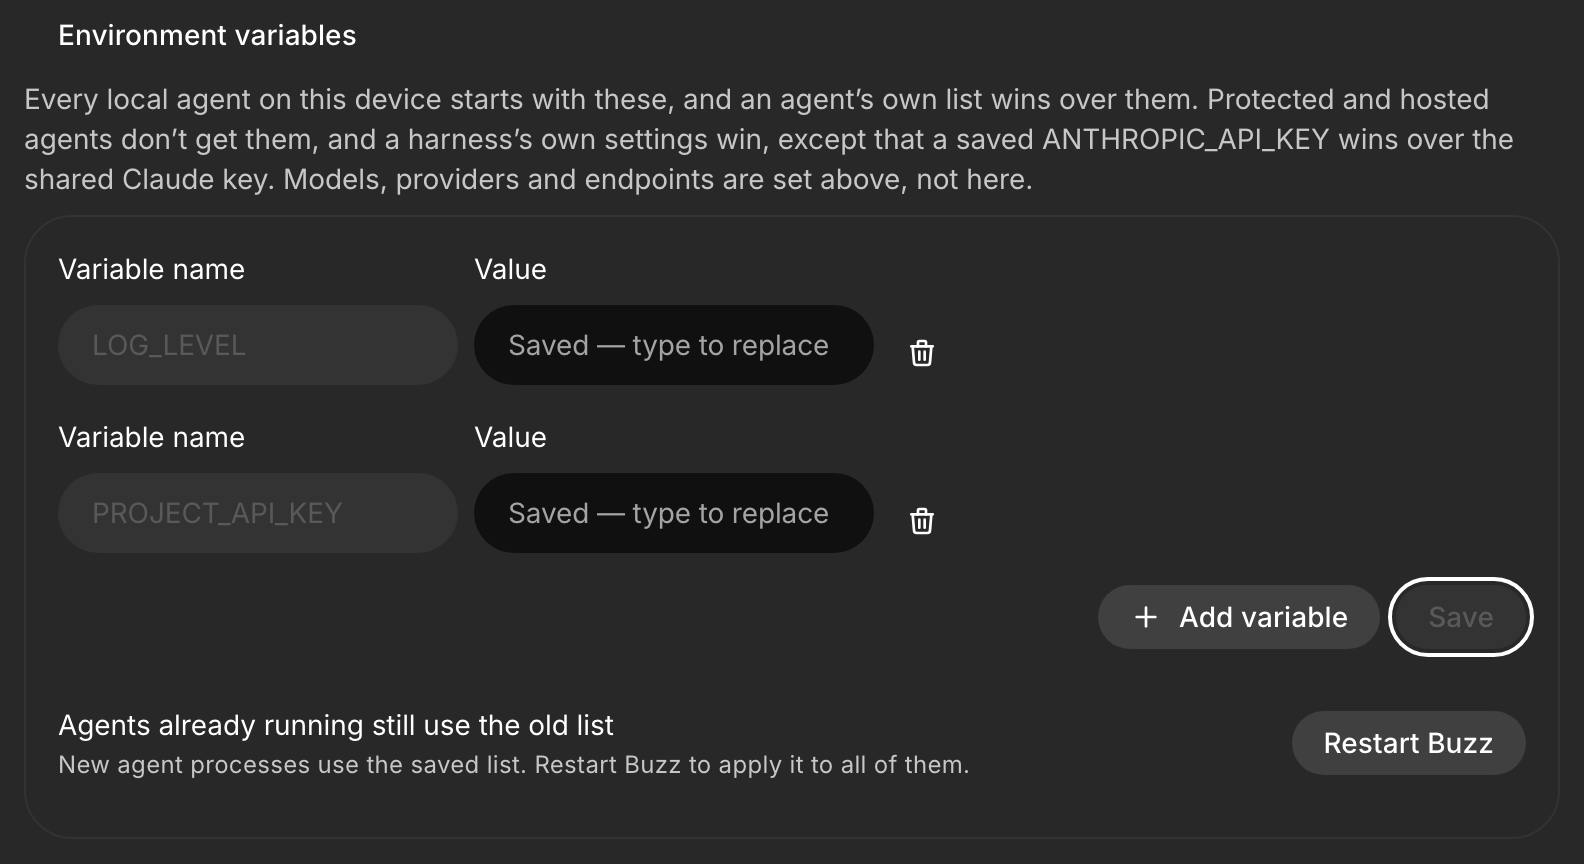 Environment variables
Every local agent on this device starts with these, and an agent’s own list wins over them. Protected and hosted
agents don’t get them, and a harness’s own settings win, except that a saved ANTHROPIC_API_KEY wins over the
shared Claude key. Models, providers and endpoints are set above, not here.
Variable name Value
LOG_LEVEL Saved — type to replace
Variable name Value
PROJECT_API_KEY Saved — type to replace
+ Add variable Save
Agents already running still use the old list
New agent processes use the saved list. Restart Buzz to apply it to all of them.
Restart Buzz